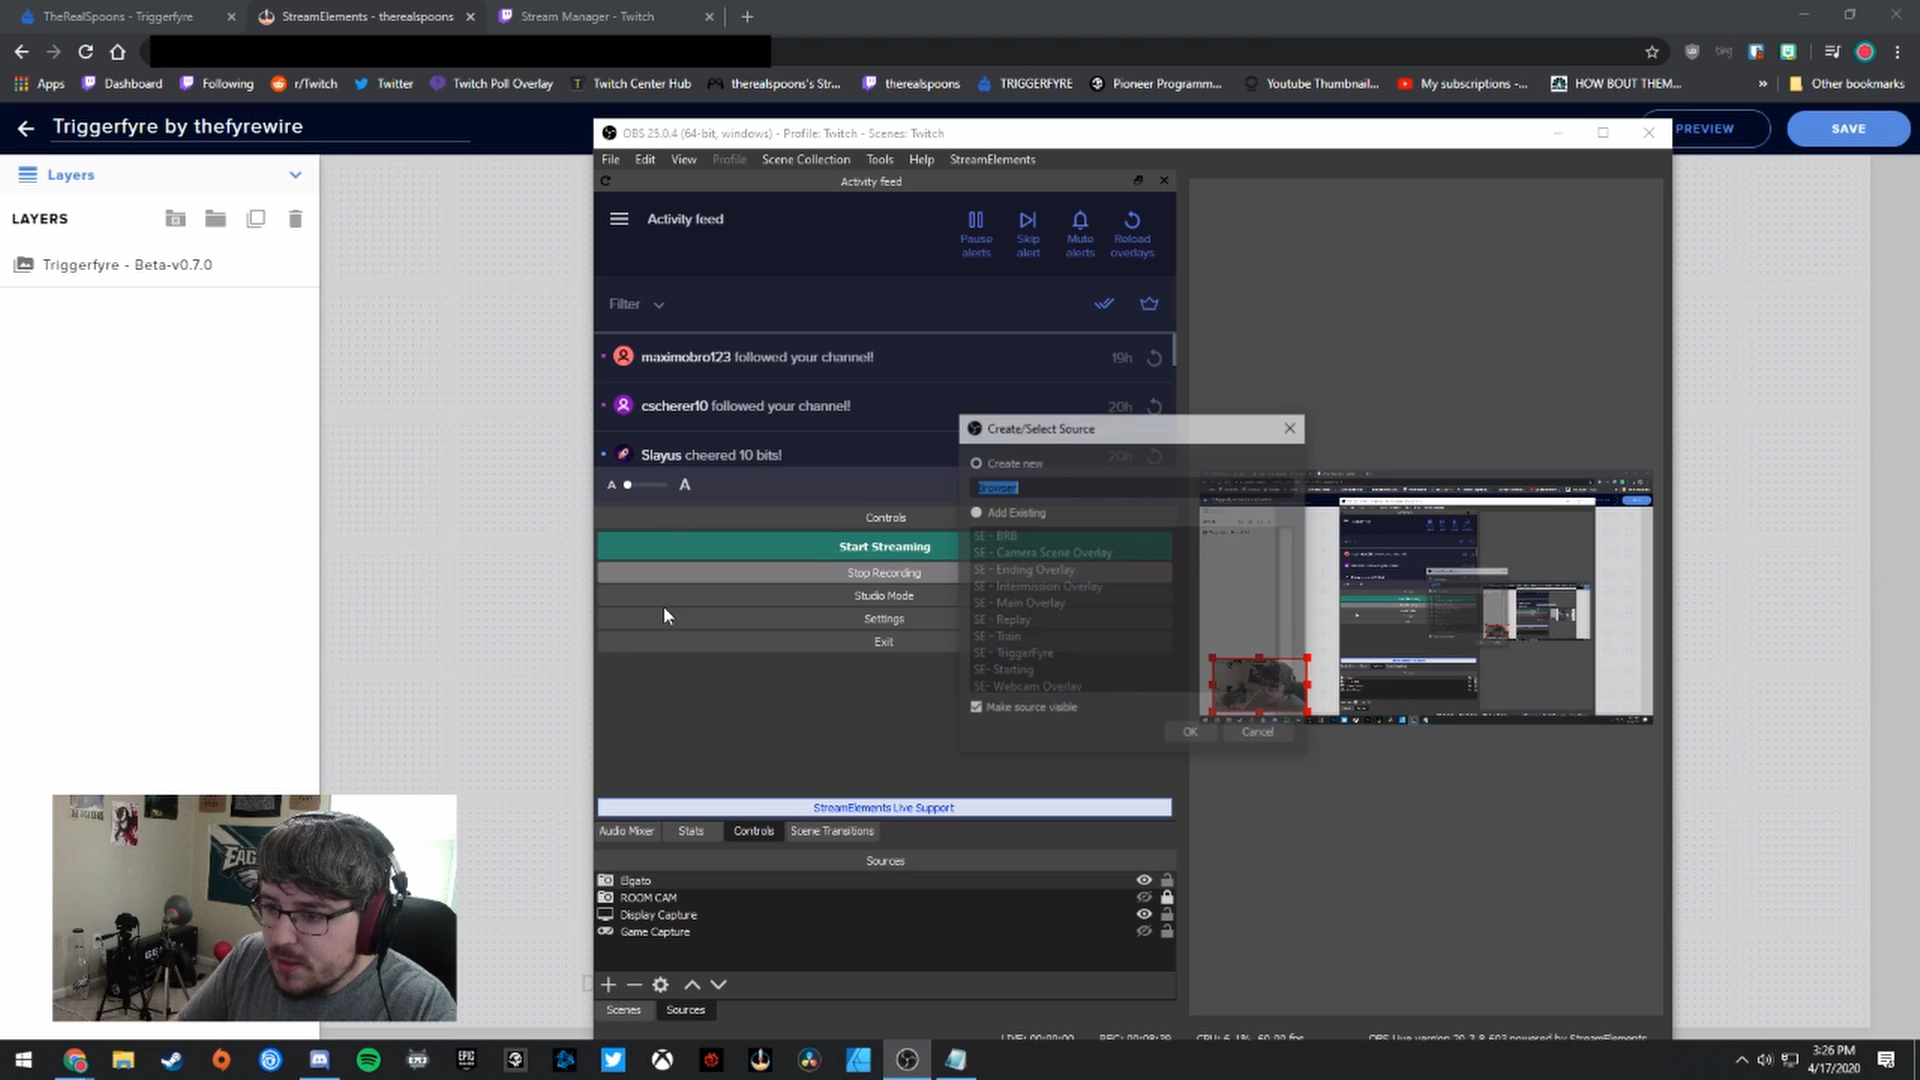 TheRealSpoons - Triggerfyre
StreamElements - therealspoons
Stream Manager - Twitch
Apps
Dashboard
Following
r/Twitch
Twitter
Twitch Poll Overlay
Twitch Center Hub
therealspoons's Str...
therealspoons
TRIGGERFYRE
Pioneer Programm...
Youtube Thumbnail...
My subscriptions -...
HOW BOUT THEM...
Other bookmarks
Triggerfyre by thefyrewire
PREVIEW
SAVE
Layers
LAYERS
Triggerfyre - Beta-v0.7.0
OBS 25.0.4 (64-bit, windows) - Profile: Twitch - Scenes: Twitch
File Edit View Profile Scene Collection Tools Help StreamElements
Activity feed
Activity feed
Pause alerts
Skip alert
Mute alerts
Reload overlays
Filter
maximobro123 followed your channel! 19h
cscherer10 followed your channel! 20h
Slayus cheered 10 bits! 20h
A A
Controls
Start Streaming
Stop Recording
Studio Mode
Settings
Exit
Create/Select Source
Create new
Browser
Add Existing
SE - BRB
SE - Camera Scene Overlay
SE - Ending Overlay
SE - Intermission Overlay
SE - Main Overlay
SE - Replay
SE - Train
SE - TriggerFyre
SE- Starting
SE- Webcam Overlay
Make source visible
OK
Cancel
StreamElements Live Support
Audio Mixer Stats Controls Scene Transitions
Sources
Elgato
ROOM CAM
Display Capture
Game Capture
Scenes Sources
3:26 PM
4/17/2020